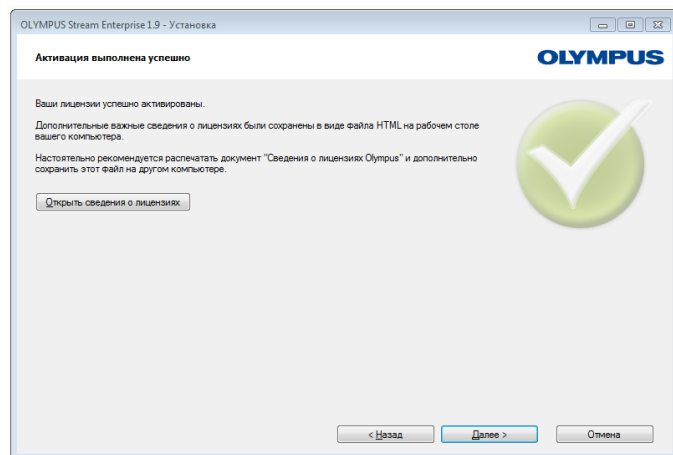 OLYMPUS Stream Enterprise 1.9 - Установка
Активация выполнена успешно
OLYMPUS
Ваши лицензии успешно активированы.
Дополнительные важные сведения о лицензиях были сохранены в виде файла HTML на рабочем столе
вашего компьютера.
Настоятельно рекомендуется распечатать документ "Сведения о лицензиях Olympus" и дополнительно
сохранить этот файл на другом компьютере.
Открыть сведения о лицензиях
< Назад
Далее >
Отмена